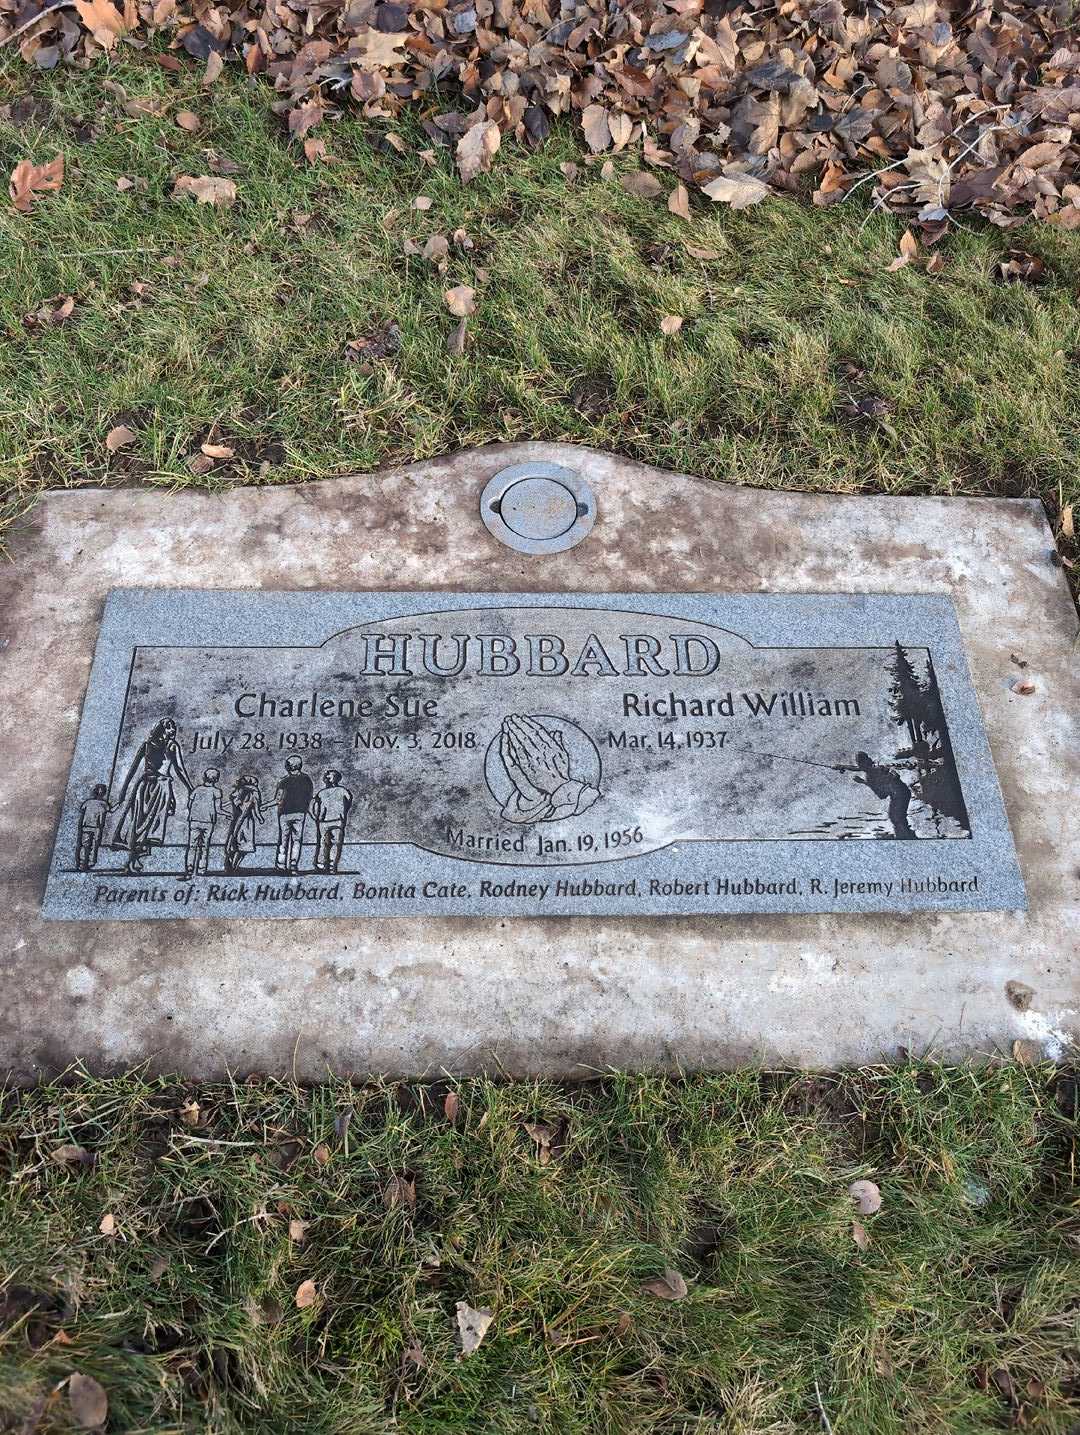 HUBBARD
Charlene Sue
July 28, 1938 - Nov. 3, 2018
Richard William
Mar. 14, 1937
Married Jan. 19, 1956
Parents of: Rick Hubbard, Bonita Cate, Rodney Hubbard, Robert Hubbard, R. Jeremy Hubbard